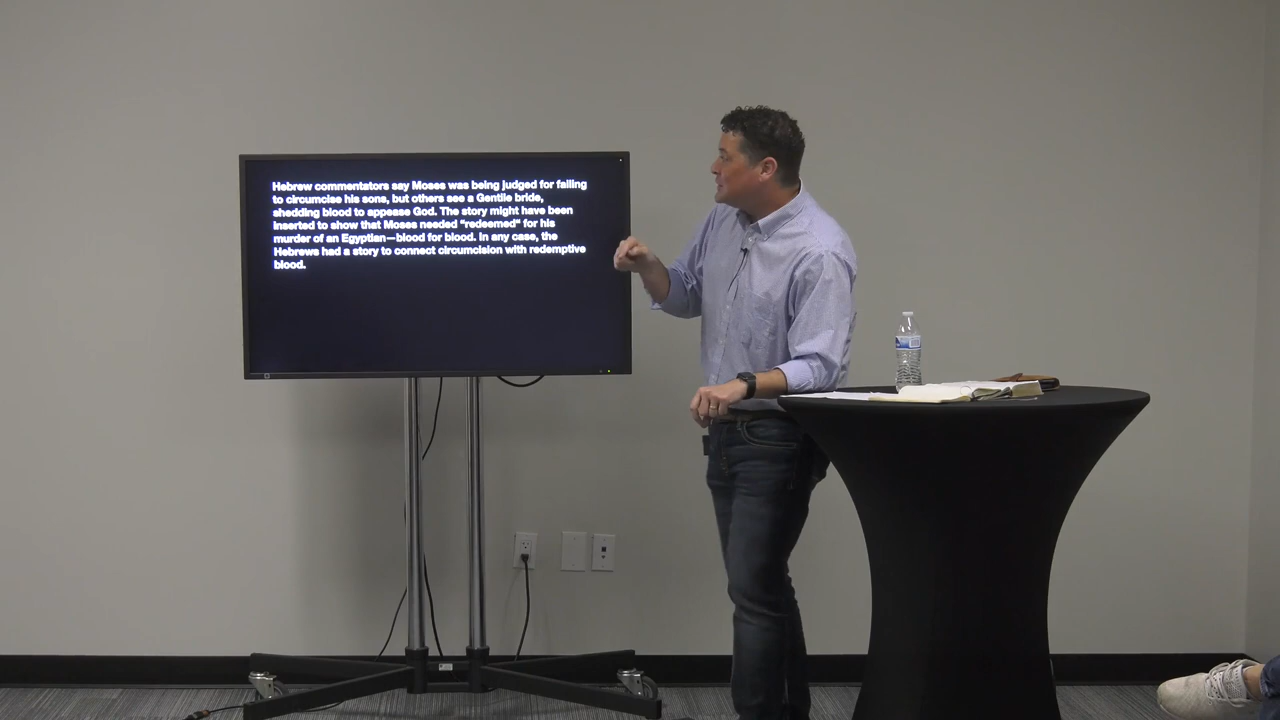 Hebrew commentators say Moses was being judged for failing
to circumcise his sons, but others see a Gentile bride,
shedding blood to appease God. The story might have been
inserted to show that Moses needed "redeemed" for his
murder of an Egyptian—blood for blood. In any case, the
Hebrews had a story to connect circumcision with redemptive
blood.